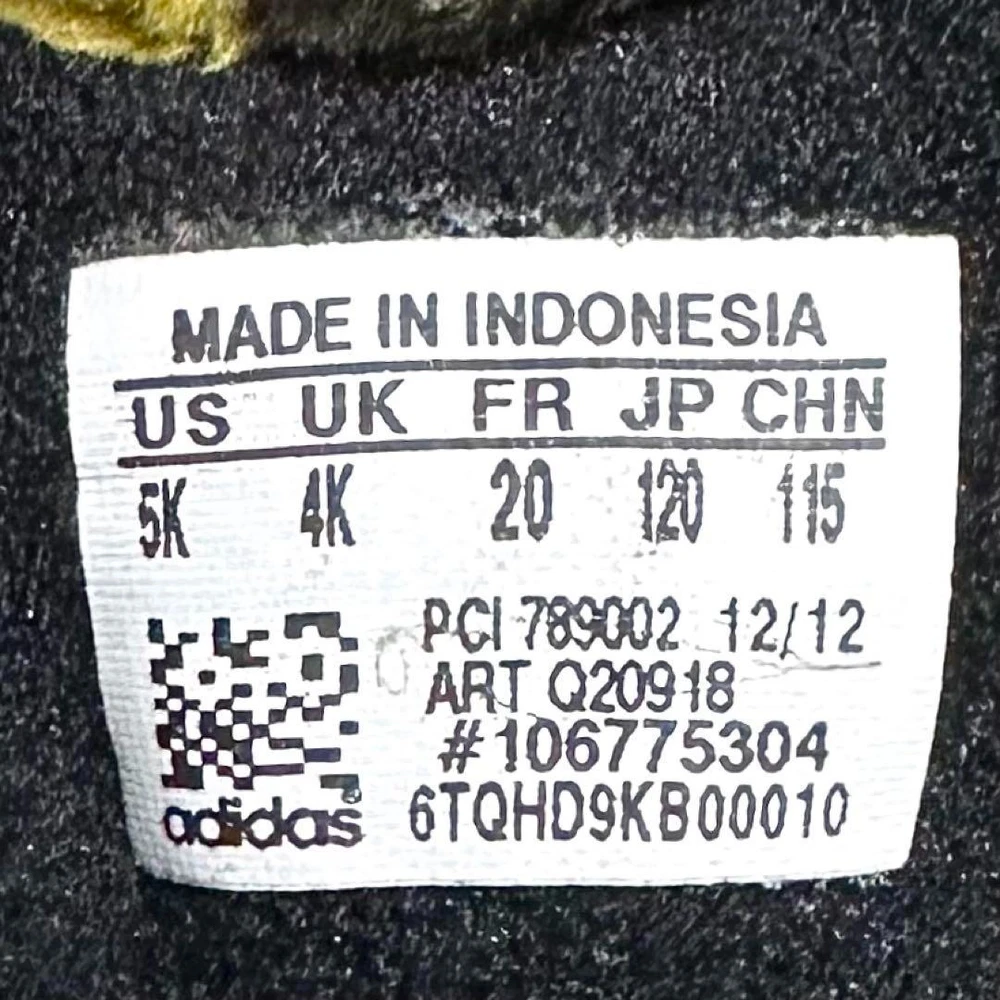 MADE IN INDONESIA
US UK FR JP CHN
5K 4K 20 120 115
PCI 789002 12/12
ART Q20918
#106775304
6TQHD9KB00010
adidas®